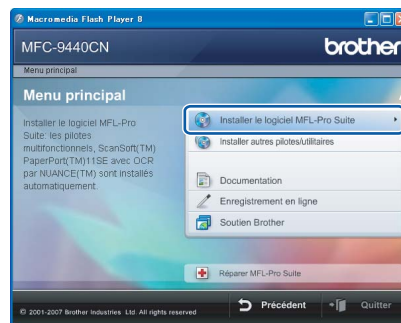 Macromedia Flash Player 8
MFC-9440CN
brother
Menu principal
Menu principal
Installer le logiciel MFL-Pro
Suite: les pilotes
multifonctionnels, ScanSoft(TM)
PaperPort(TM)11SE avec OCR
par NUANCE(TM) sont installés
automatiquement.
Installer le logiciel MFL-Pro Suite
Installer autres pilotes/utilitaires
Documentation
Enregistrement en ligne
Soutien Brother
Réparer MFL-Pro Suite
© 2001-2007 Brother Industries Ltd. All rights reserved
Précédent
Quitter